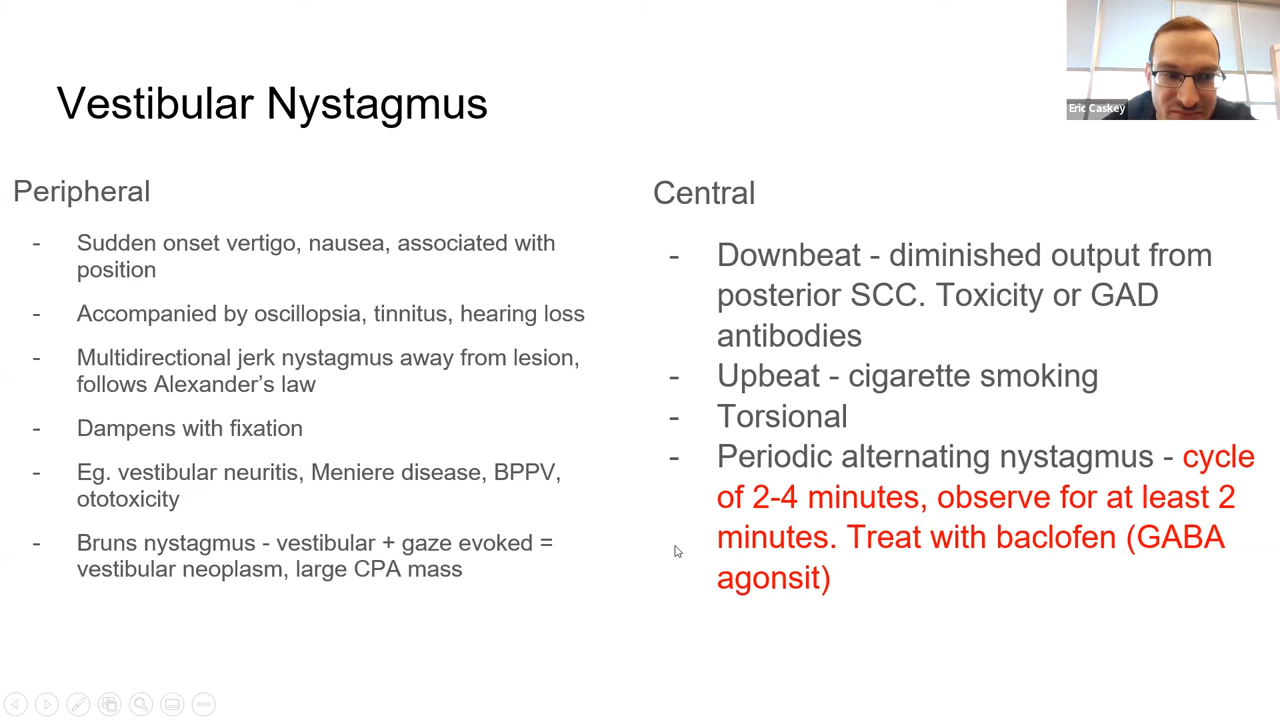 Vestibular Nystagmus
Eric Caskey
Peripheral
- Sudden onset vertigo, nausea, associated with
position
- Accompanied by oscillopsia, tinnitus, hearing loss
- Multidirectional jerk nystagmus away from lesion,
follows Alexander’s law
- Dampens with fixation
- Eg. vestibular neuritis, Meniere disease, BPPV,
ototoxicity
- Bruns nystagmus - vestibular + gaze evoked =
vestibular neoplasm, large CPA mass
Central
- Downbeat - diminished output from
posterior SCC. Toxicity or GAD
antibodies
- Upbeat - cigarette smoking
- Torsional
- Periodic alternating nystagmus - cycle
of 2-4 minutes, observe for at least 2
minutes. Treat with baclofen (GABA
agonsit)